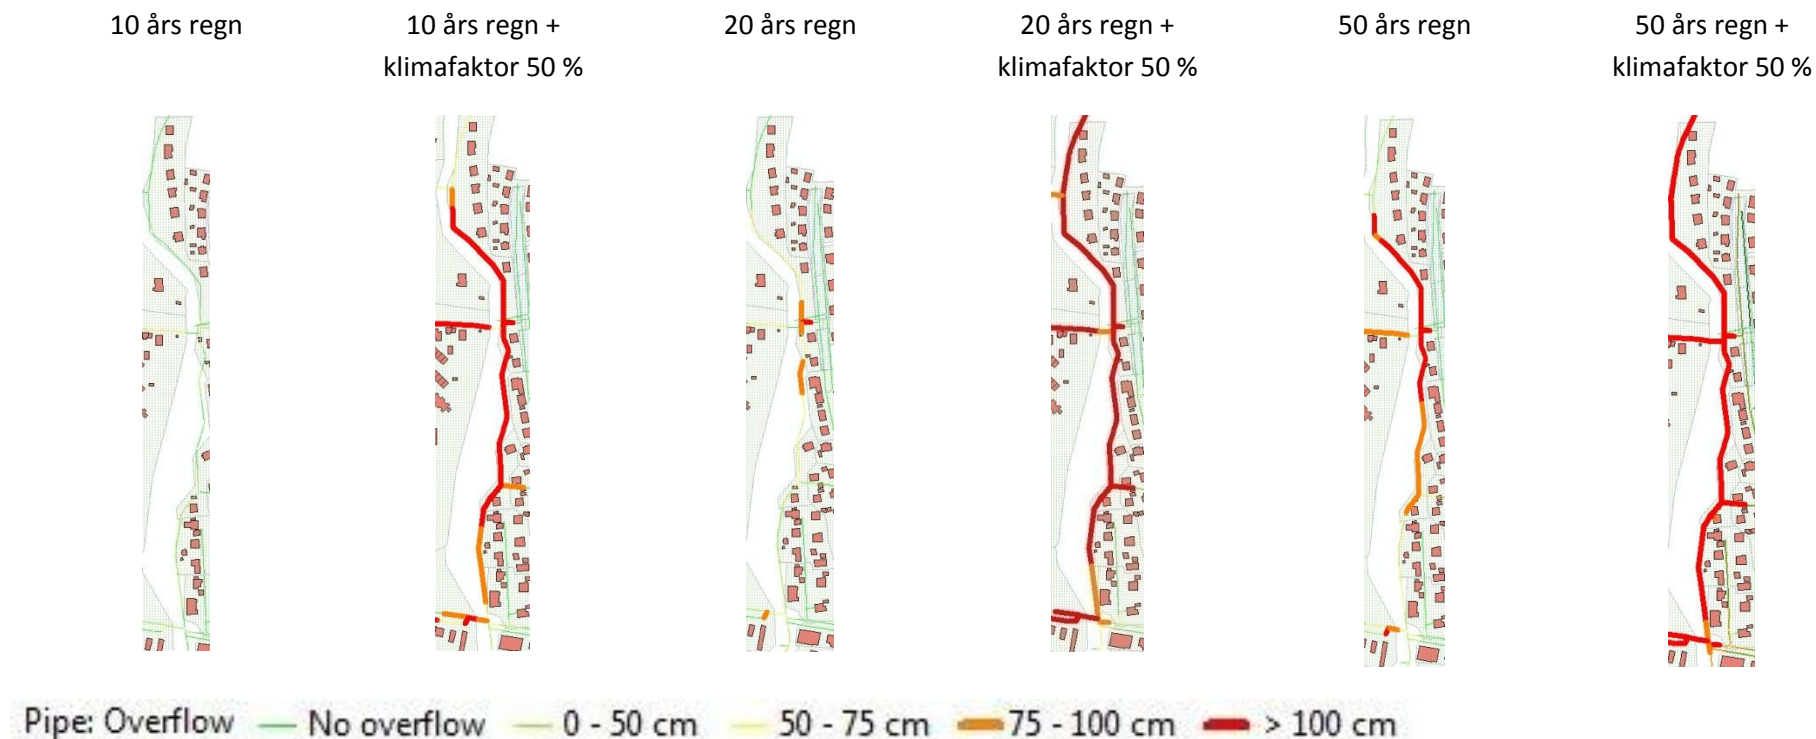 10 års regn
10 års regn +
klimafaktor 50 %
20 års regn
20 års regn +
klimafaktor 50 %
50 års regn
50 års regn +
klimafaktor 50 %
Pipe: Overflow No overflow 0 - 50 cm 50 - 75 cm 75 - 100 cm > 100 cm